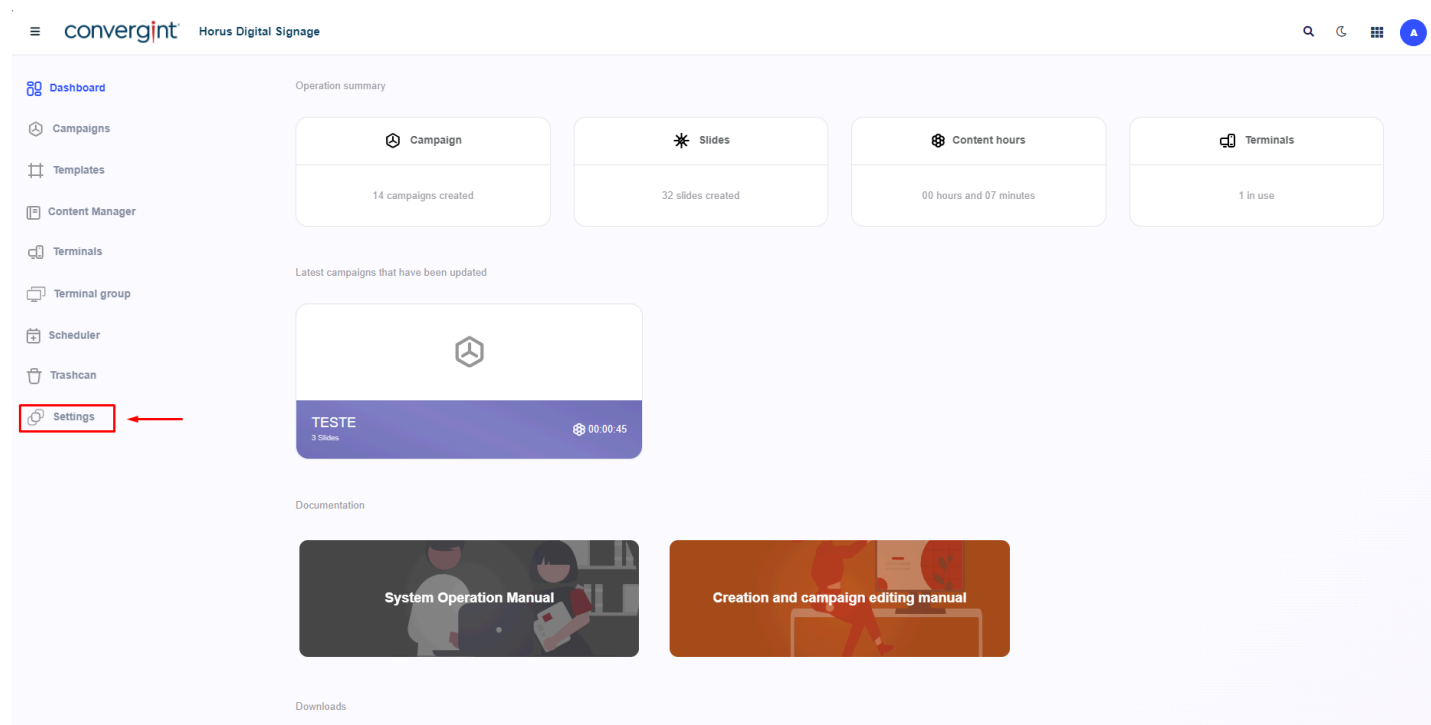 convergint
Horus Digital Signage
A
Dashboard
Campaigns
Templates
Content Manager
Terminals
Terminal group
Scheduler
Trashcan
Settings
Operation summary
Campaign
14 campaigns created
Slides
32 slides created
Content hours
00 hours and 07 minutes
Terminals
1 in use
Latest campaigns that have been updated
TESTE
3 Slides
00:00:45
Documentation
System Operation Manual
Creation and campaign editing manual
Downloads